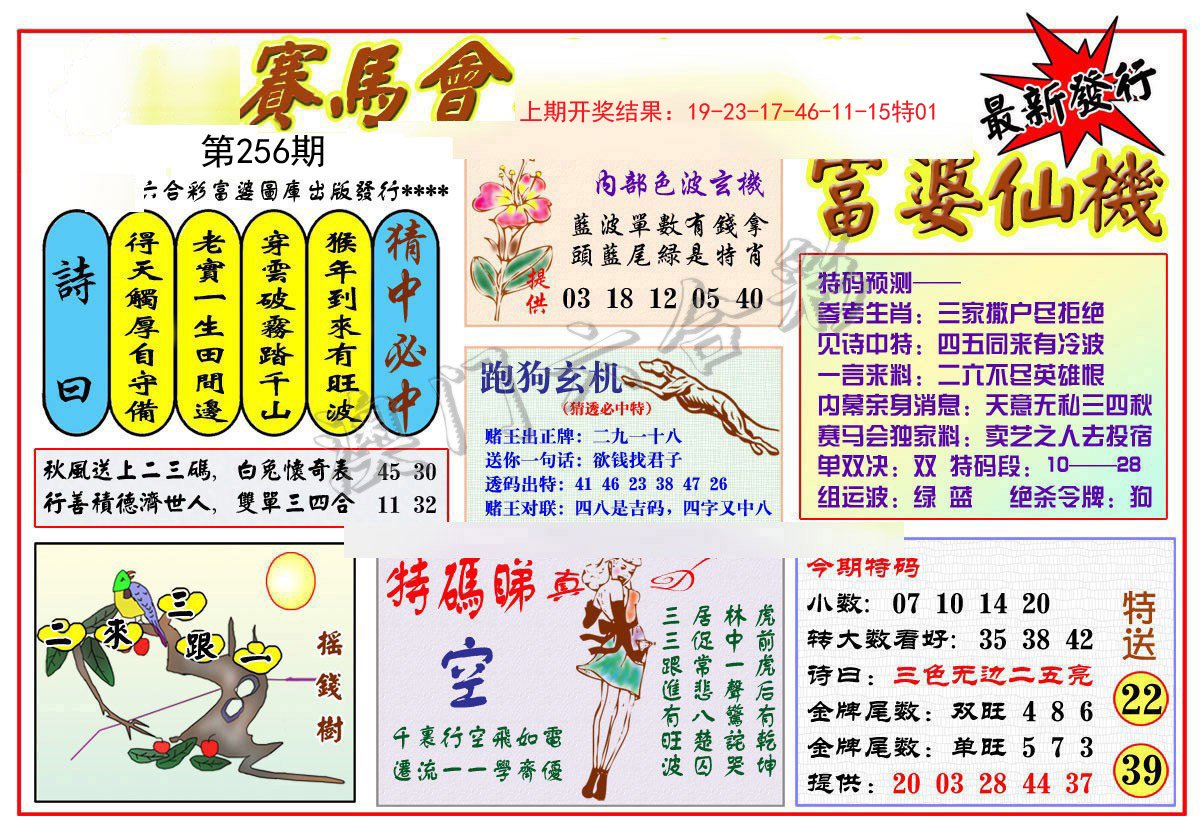 賽馬會
上期开奖结果：19-23-17-46-11-15特01
最新發行
第256期
六合彩富婆圖庫出版發行****
富婆仙機
詩曰
得天觸厚自守備
老實一生田間邊
穿雲破霧踏千山
猴年到來有旺波
猜中必中
秋風送上二三碼，白兔懷奇表 45 30
行善積德濟世人，雙單三四合 11 32
內部色波玄機
藍波單數有錢拿
頭藍尾綠是特肖
提供
03 18 12 05 40
跑狗玄机
（猜透必中特）
赌王出正牌：二九一十八
送你一句话：欲钱找君子
透码出特：41 46 23 38 47 26
赌王对联：四八是吉码，四字又中八
特码预测——
参考生肖：三家撒户尽拒绝
见诗中特：四五同来有冷波
一言来料：二六不尽英雄恨
内幕亲身消息：天意无私三四秋
赛马会独家料：卖艺之人去投宿
单双决：双 特码段：10——28
组运波：绿 蓝 绝杀令牌：狗
澳门六合彩
二來三跟一
搖錢樹
特碼睇真D
空
千裏行空飛如電
遷流一一學齋優
虎前虎后有乾坤
林中一聲驚詫哭
居促常悲八楚囚
三三跟進有旺波
今期特码
小数：07 10 14 20
转大数看好：35 38 42
诗曰：三色无边二五亮
金牌尾数：双旺 4 8 6
金牌尾数：单旺 5 7 3
提供：20 03 28 44 37
特送
22
39